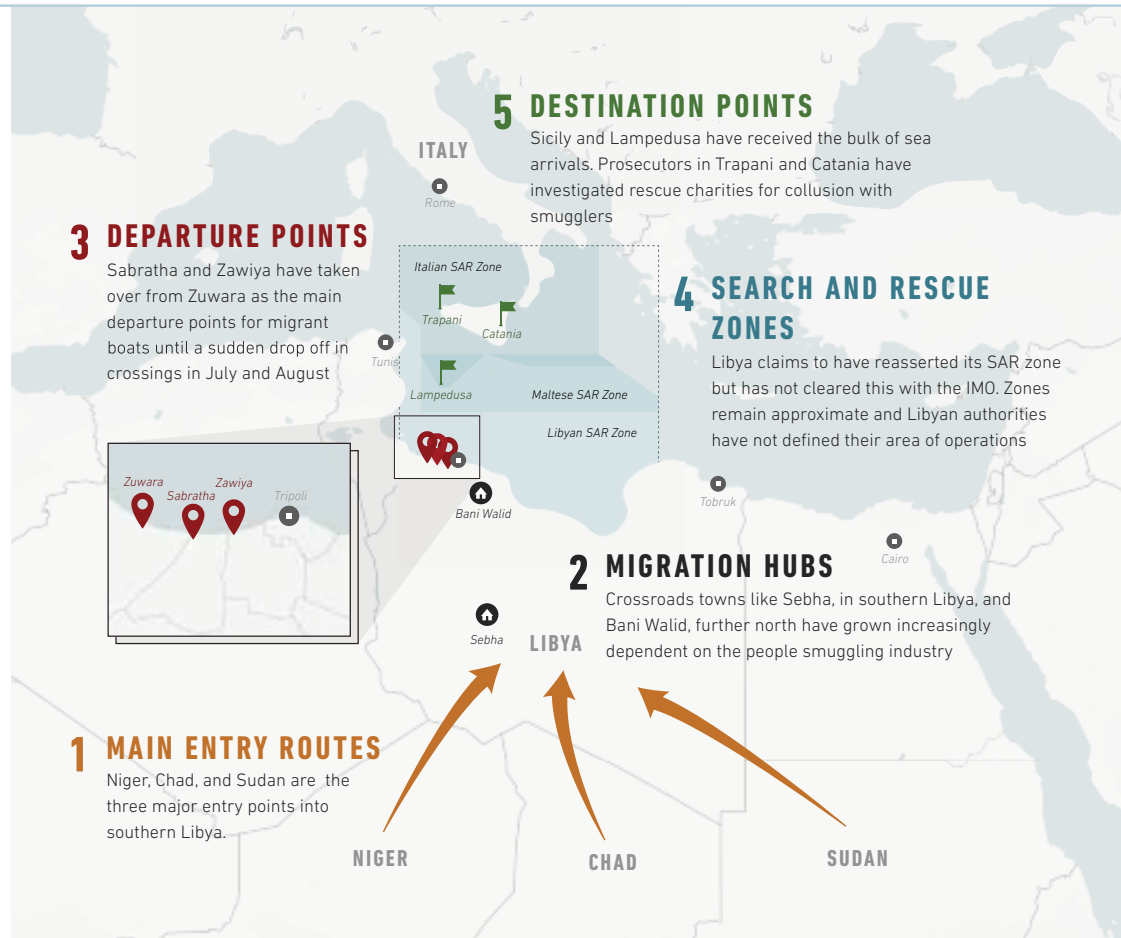 5 DESTINATION POINTS
Sicily and Lampedusa have received the bulk of sea
arrivals. Prosecutors in Trapani and Catania have
investigated rescue charities for collusion with
smugglers
ITALY
Rome
3 DEPARTURE POINTS
Sabratha and Zawiya have taken
over from Zuwara as the main
departure points for migrant
boats until a sudden drop off in
crossings in July and August
Italian SAR Zone
Trapani
Catania
Tunis
Lampedusa
Maltese SAR Zone
Libyan SAR Zone
4 SEARCH AND RESCUE
ZONES
Libya claims to have reasserted its SAR zone
but has not cleared this with the IMO. Zones
remain approximate and Libyan authorities
have not defined their area of operations
Zuwara
Sabratha
Zawiya
Tripoli
Bani Walid
Tobruk
Cairo
2 MIGRATION HUBS
Crossroads towns like Sebha, in southern Libya, and
Bani Walid, further north have grown increasingly
dependent on the people smuggling industry
Sebha
LIBYA
1 MAIN ENTRY ROUTES
Niger, Chad, and Sudan are the
three major entry points into
southern Libya.
NIGER
CHAD
SUDAN